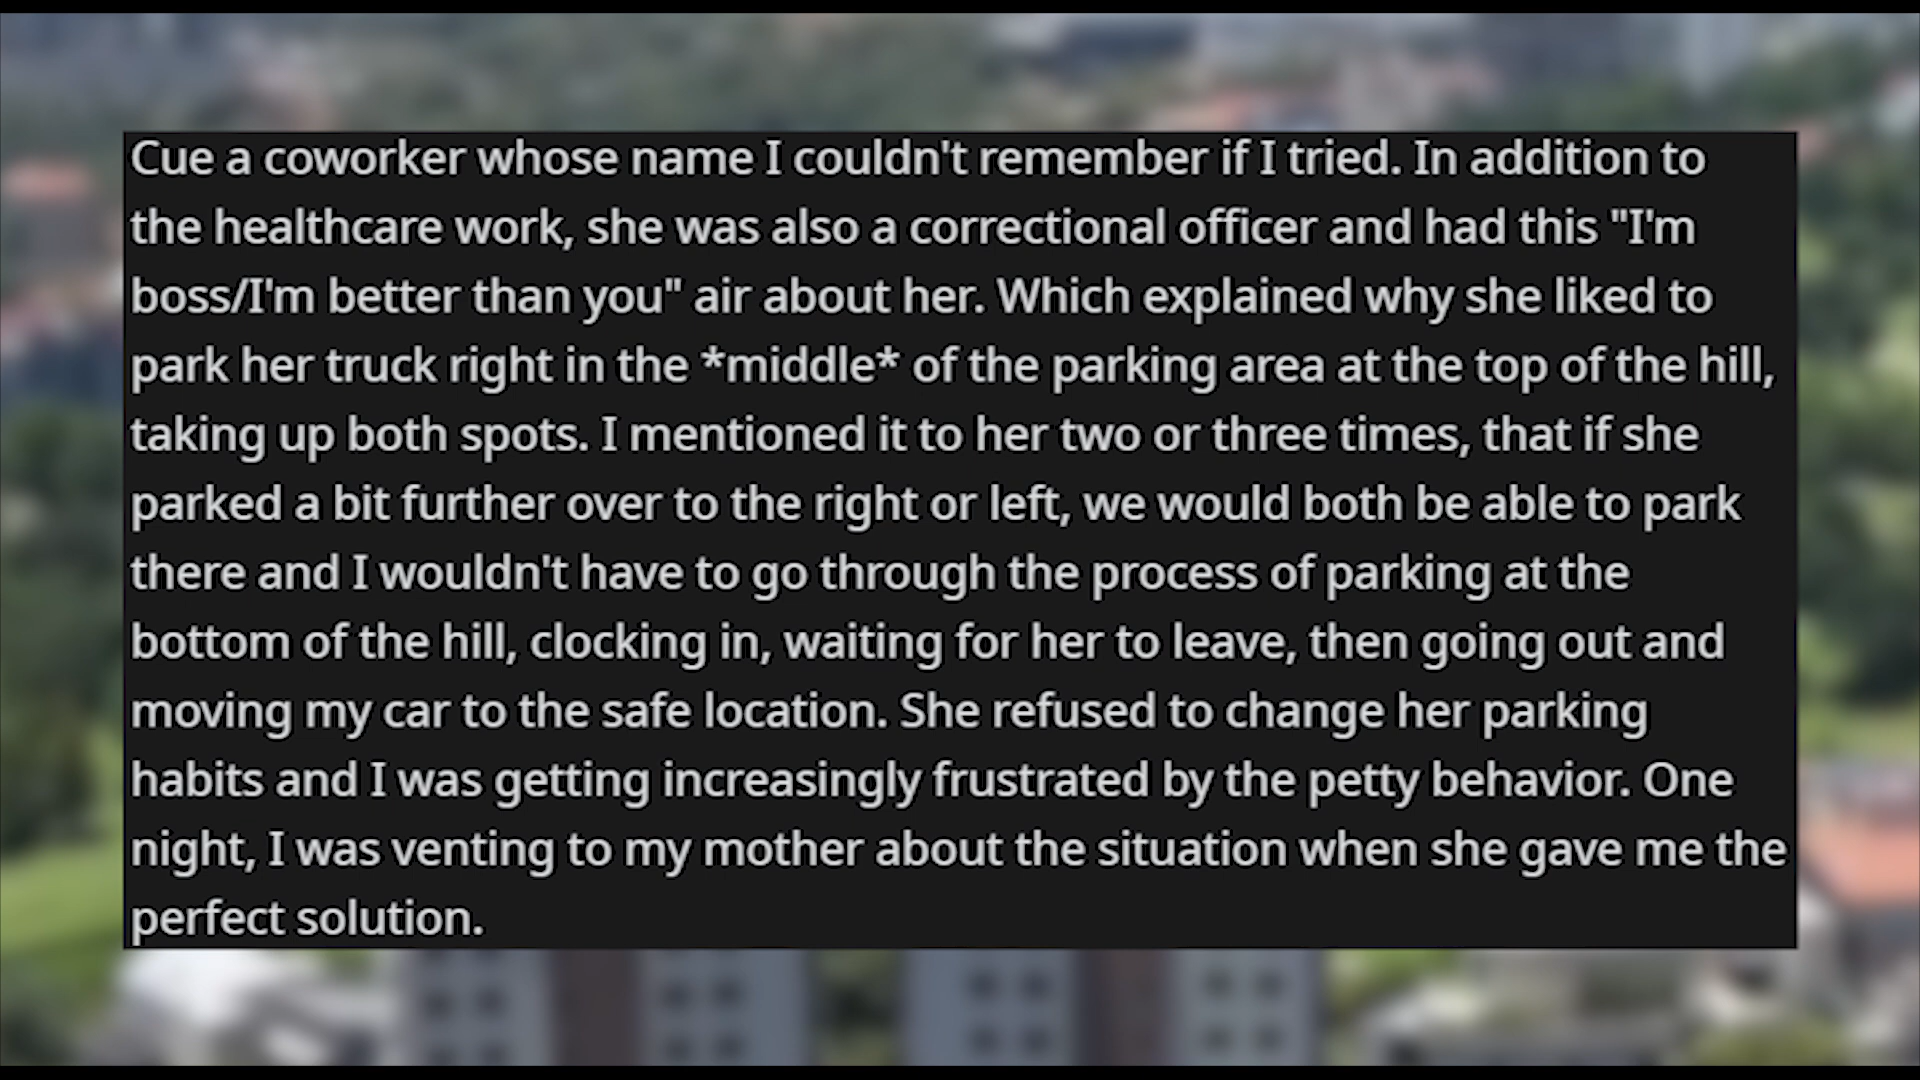 Cue a coworker whose name I couldn't remember if I tried. In addition to
the healthcare work, she was also a correctional officer and had this "I'm
boss/I'm better than you" air about her. Which explained why she liked to
park her truck right in the *middle* of the parking area at the top of the hill,
taking up both spots. I mentioned it to her two or three times, that if she
parked a bit further over to the right or left, we would both be able to park
there and I wouldn't have to go through the process of parking at the
bottom of the hill, clocking in, waiting for her to leave, then going out and
moving my car to the safe location. She refused to change her parking
habits and I was getting increasingly frustrated by the petty behavior. One
night, I was venting to my mother about the situation when she gave me the
perfect solution.